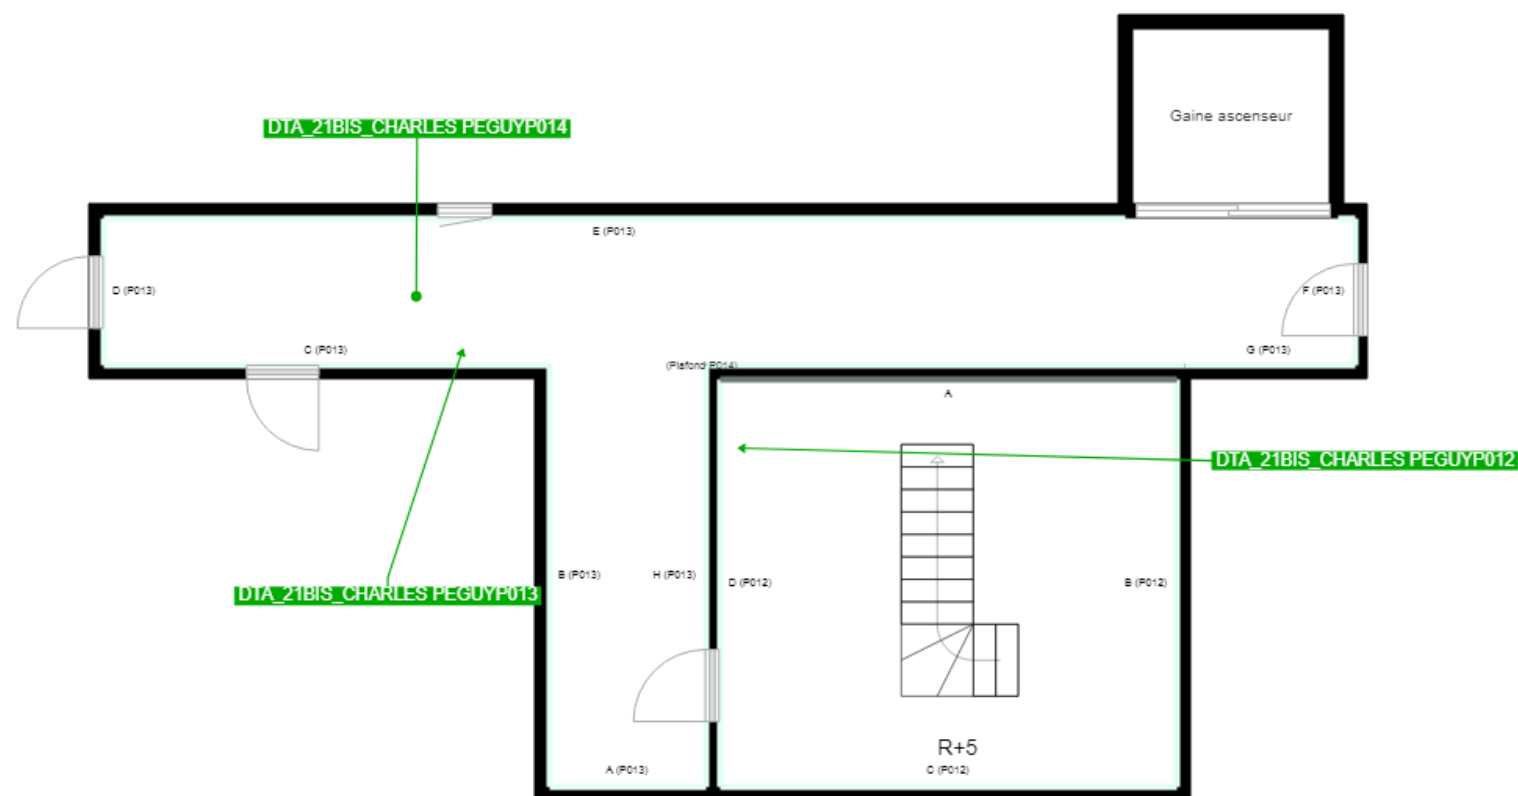 Gaine ascenseur
DTA_21BIS_CHARLES PEGUYP014
E (P013)
D (P013)
F (P013)
C (P013)
G (P013)
(Plafond P014)
A
DTA_21BIS_CHARLES PEGUYP012
B (P013)
H (P013)
D (P012)
B (P012)
DTA_21BIS_CHARLES PEGUYP013
R+5
A (P013)
C (P012)